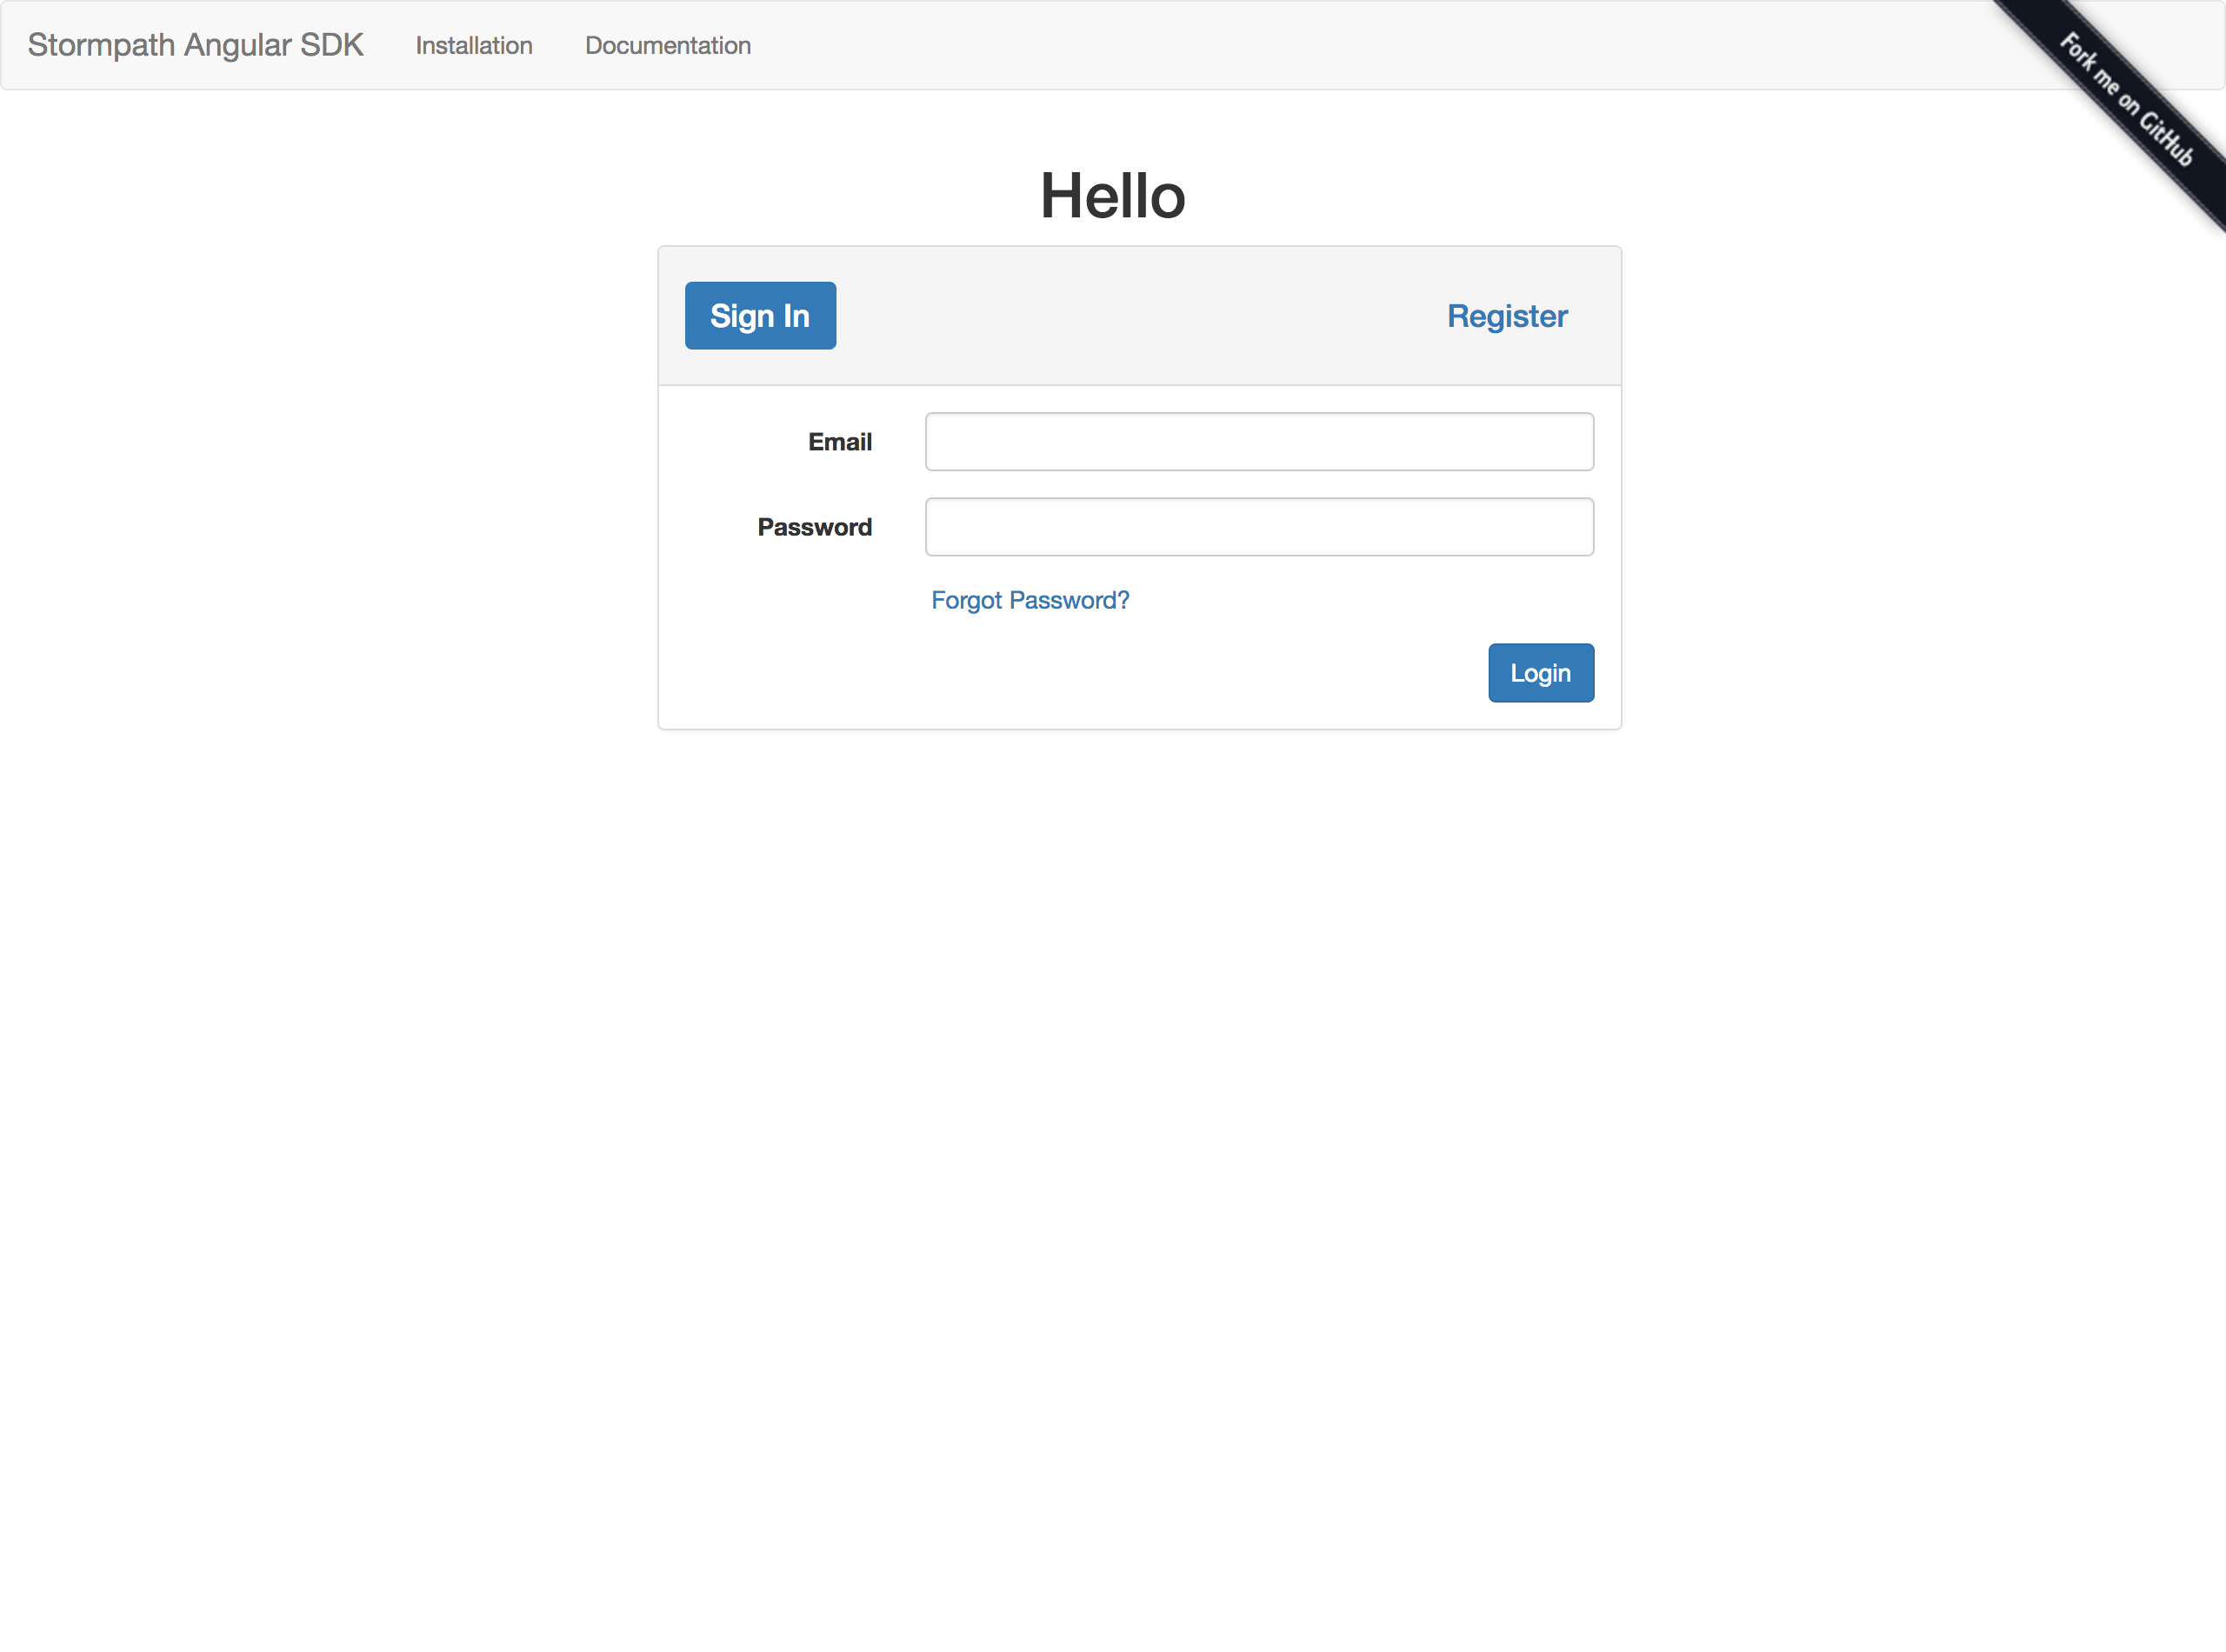 Stormpath Angular SDK Installation Documentation
Fork me on GitHub
Hello
Sign In Register
Email
Password
Forgot Password?
Login